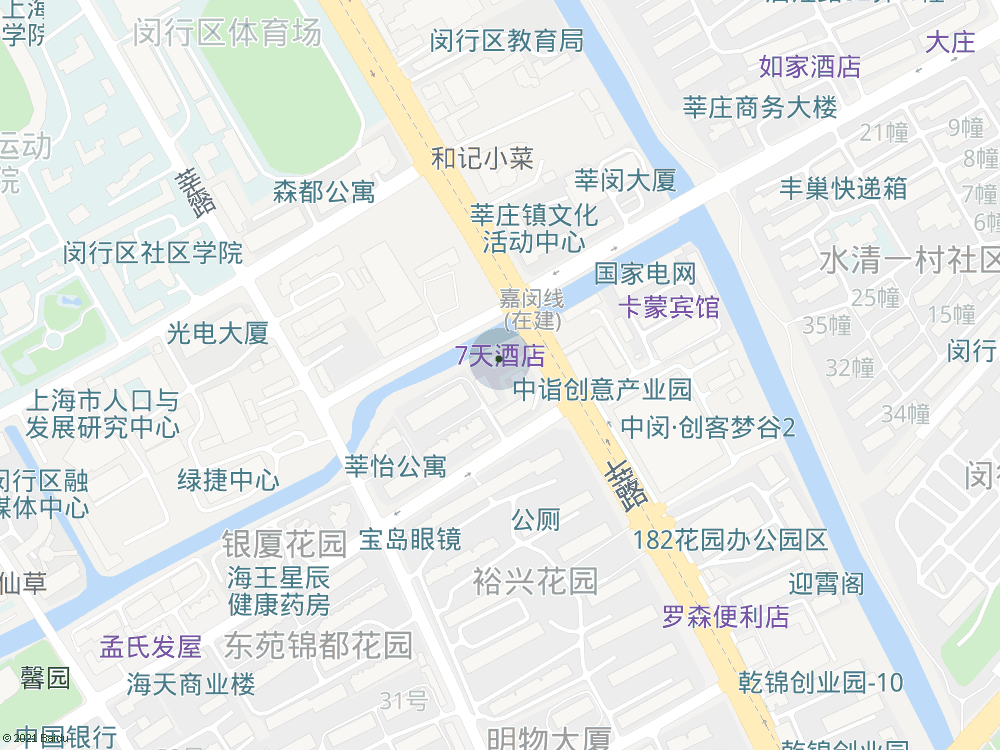 上海
学院
闵行区体育场
闵行区教育局
大庄
如家酒店
莘庄商务大楼
21幢
9幢
8幢
7幢
运动
院
和记小菜
莘闵大厦
丰巢快递箱
森都公寓
莘庄镇文化
活动中心
闵行区社区学院
国家电网
水清一村社区
嘉闵线
(在建)
卡蒙宾馆
25幢
15幢
35幢
光电大厦
7天酒店
闵行
32幢
中诣创意产业园
上海市人口与
发展研究中心
34幢
中闵·创客梦谷2
莘怡公寓
绿捷中心
闵行区融
媒体中心
公厕
银厦花园
宝岛眼镜
182花园办公园区
仙草
海王星辰
健康药房
裕兴花园
迎霄阁
罗森便利店
孟氏发屋
东苑锦都花园
馨园
海天商业楼
31号
乾锦创业园-10
中国银行
明物大厦
乾锦创业园